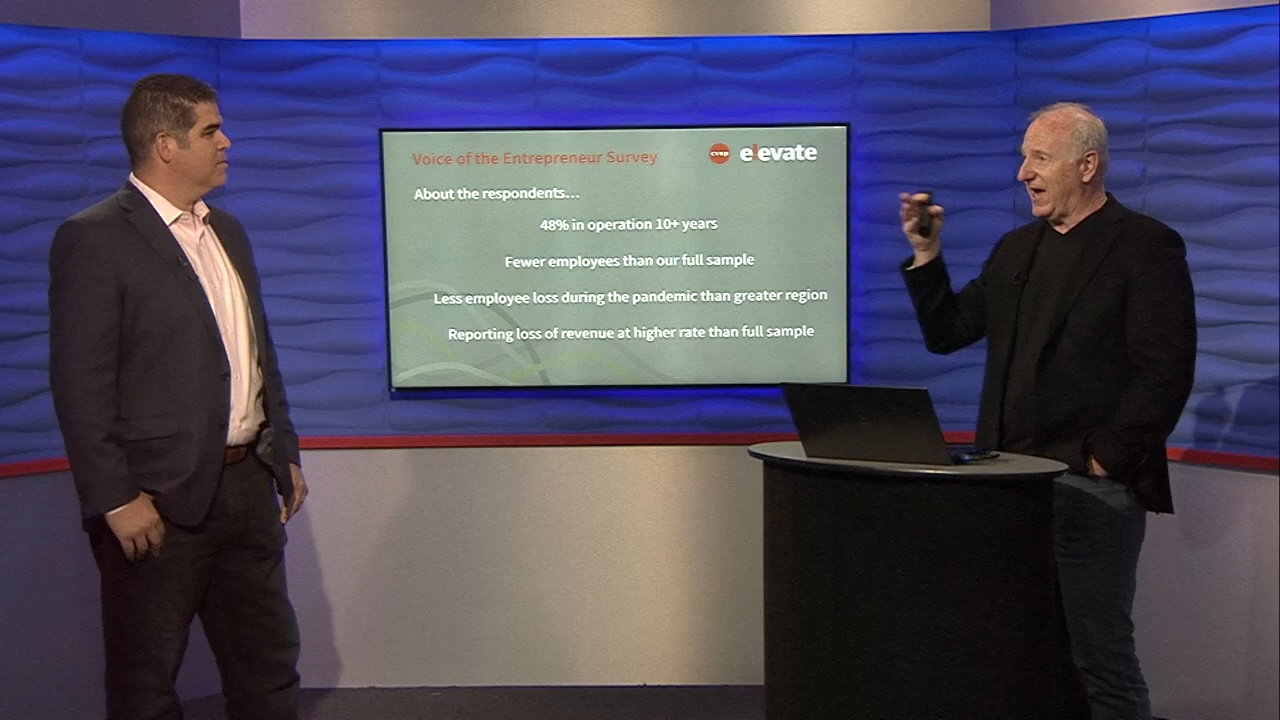 Voice of the Entrepreneur Survey
cvep elevate
About the respondents...
48% in operation 10+ years
Fewer employees than our full sample
Less employee loss during the pandemic than greater region
Reporting loss of revenue at higher rate than full sample